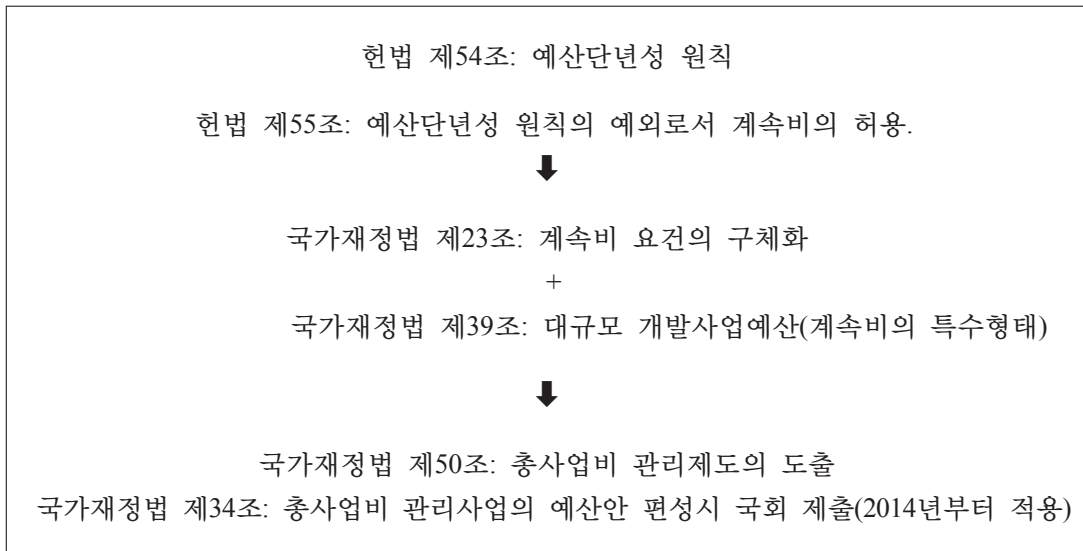 헌법 제54조: 예산단년성 원칙
헌법 제55조: 예산단년성 원칙의 예외로서 계속비의 허용.
국가재정법 제23조: 계속비 요건의 구체화
+
국가재정법 제39조: 대규모 개발사업예산(계속비의 특수형태)
국가재정법 제50조: 총사업비 관리제도의 도출
국가재정법 제34조: 총사업비 관리사업의 예산안 편성시 국회 제출(2014년부터 적용)